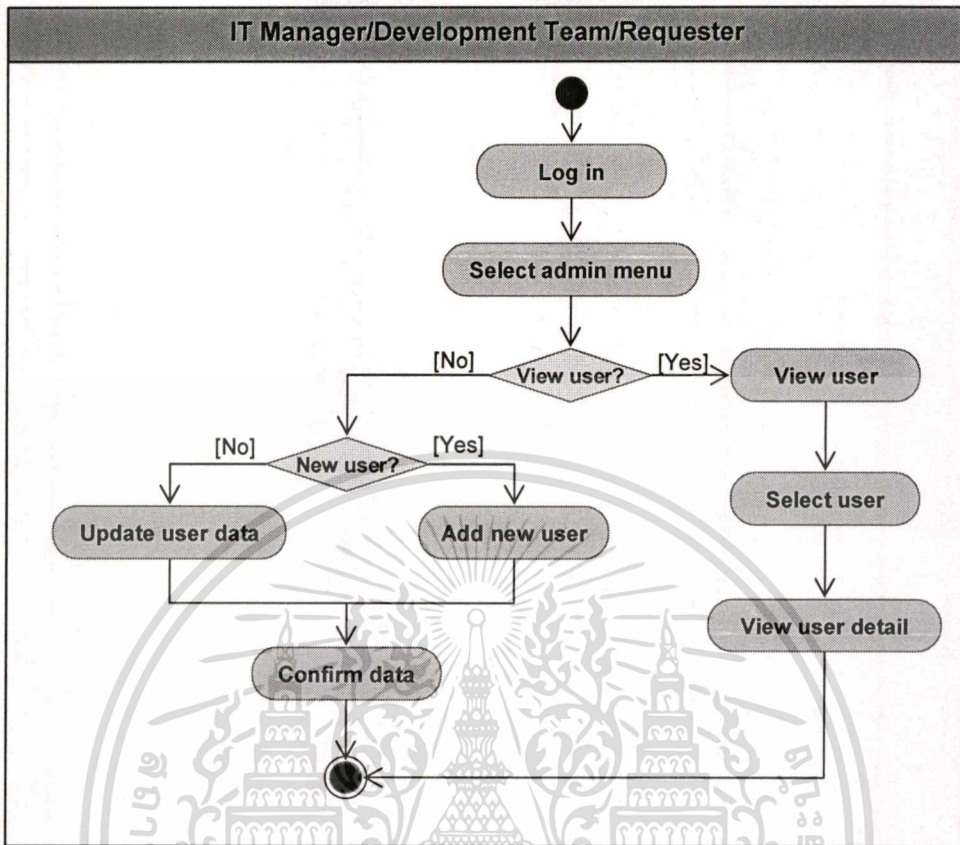 IT Manager/Development Team/Requester
Log in
Select admin menu
[No]
View user?
[Yes]
View user
[No]
New user?
[Yes]
Select user
Update user data
Add new user
View user detail
Confirm data